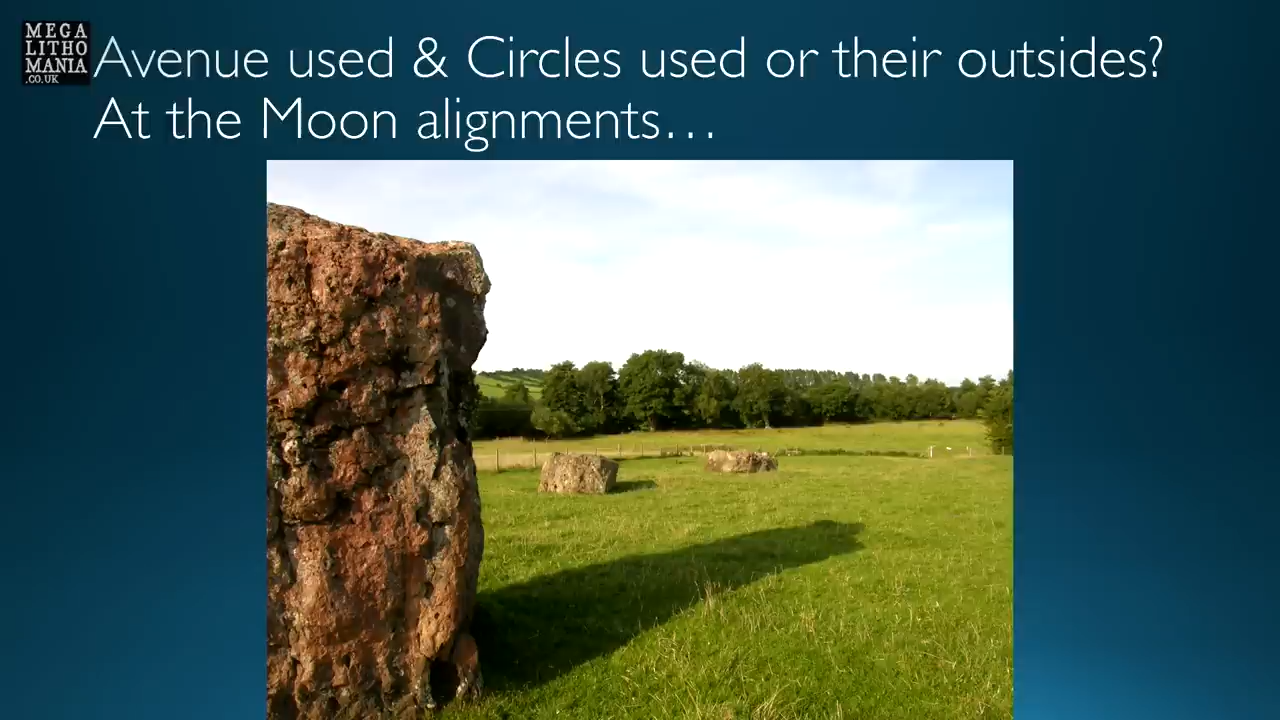 MEGA
LITHO
MANIA
.CO.UK
Avenue used & Circles used or their outsides?
At the Moon alignments…